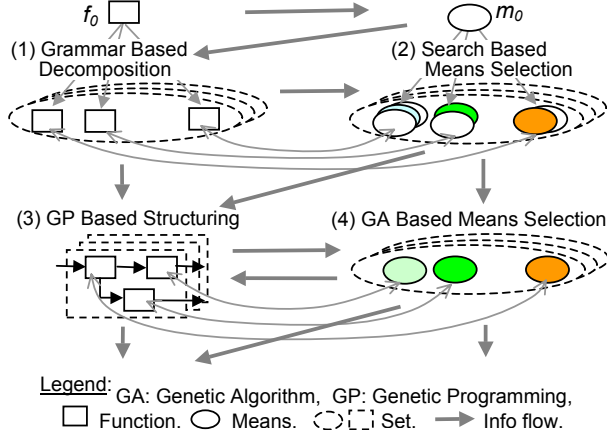 f₀ m₀
(1) Grammar Based
Decomposition
(2) Search Based
Means Selection
(3) GP Based Structuring
(4) GA Based Means Selection
Legend: GA: Genetic Algorithm, GP: Genetic Programming,
Function. Means. Set. Info flow.